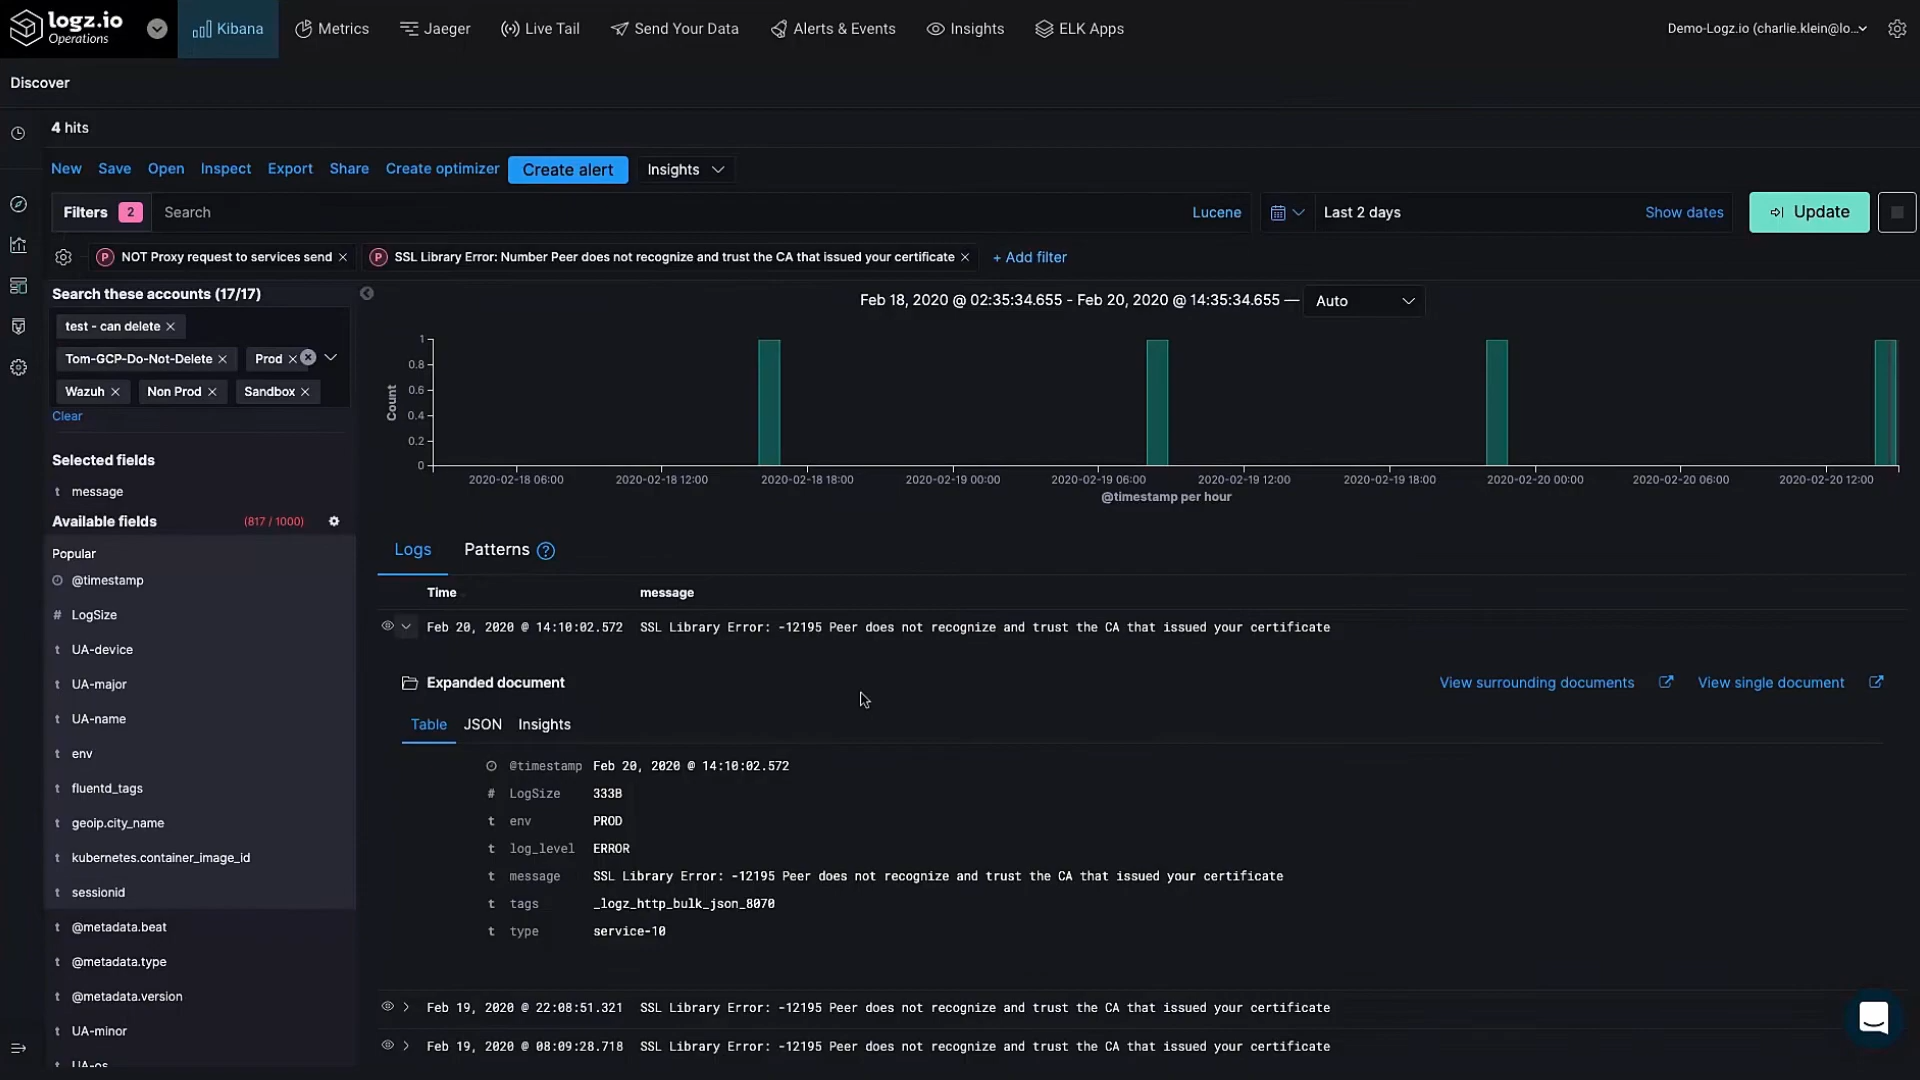 logz.io
Operations
Kibana
Metrics
Jaeger
Live Tail
Send Your Data
Alerts & Events
Insights
ELK Apps
Demo-Logz.io (charlie.klein@lo...
Discover
4 hits
New
Save
Open
Inspect
Export
Share
Create optimizer
Create alert
Insights
Filters 2
Search
Lucene
Last 2 days
Show dates
Update
P NOT Proxy request to services send ×
P SSL Library Error: Number Peer does not recognize and trust the CA that issued your certificate ×
+ Add filter
Search these accounts (17/17)
test - can delete ×
Tom-GCP-Do-Not-Delete ×
Prod ×
Wazuh ×
Non Prod ×
Sandbox ×
Clear
Selected fields
t message
Available fields (817 / 1000)
Popular
@timestamp
# LogSize
t UA-device
t UA-major
t UA-name
t env
t fluentd_tags
t geoip.city_name
t kubernetes.container_image_id
t sessionid
t @metadata.beat
t @metadata.type
t @metadata.version
t UA-minor
t UA-os
Feb 18, 2020 @ 02:35:34.655 - Feb 20, 2020 @ 14:35:34.655 — Auto
Count
1
0.8
0.6
0.4
0.2
0
2020-02-18 06:00
2020-02-18 12:00
2020-02-18 18:00
2020-02-19 00:00
2020-02-19 06:00
2020-02-19 12:00
2020-02-19 18:00
2020-02-20 00:00
2020-02-20 06:00
2020-02-20 12:00
@timestamp per hour
Logs
Patterns ?
Time message
Feb 20, 2020 @ 14:10:02.572 SSL Library Error: -12195 Peer does not recognize and trust the CA that issued your certificate
Expanded document
View surrounding documents
View single document
Table
JSON
Insights
@timestamp Feb 20, 2020 @ 14:10:02.572
# LogSize 333B
t env PROD
t log_level ERROR
t message SSL Library Error: -12195 Peer does not recognize and trust the CA that issued your certificate
t tags _logz_http_bulk_json_8070
t type service-10
Feb 19, 2020 @ 22:08:51.321 SSL Library Error: -12195 Peer does not recognize and trust the CA that issued your certificate
Feb 19, 2020 @ 08:09:28.718 SSL Library Error: -12195 Peer does not recognize and trust the CA that issued your certificate